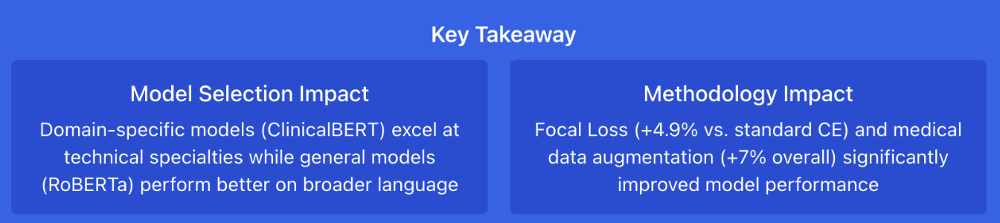 Key Takeaway
Model Selection Impact
Domain-specific models (ClinicalBERT) excel at
technical specialties while general models
(RoBERTa) perform better on broader language
Methodology Impact
Focal Loss (+4.9% vs. standard CE) and medical
data augmentation (+7% overall) significantly
improved model performance